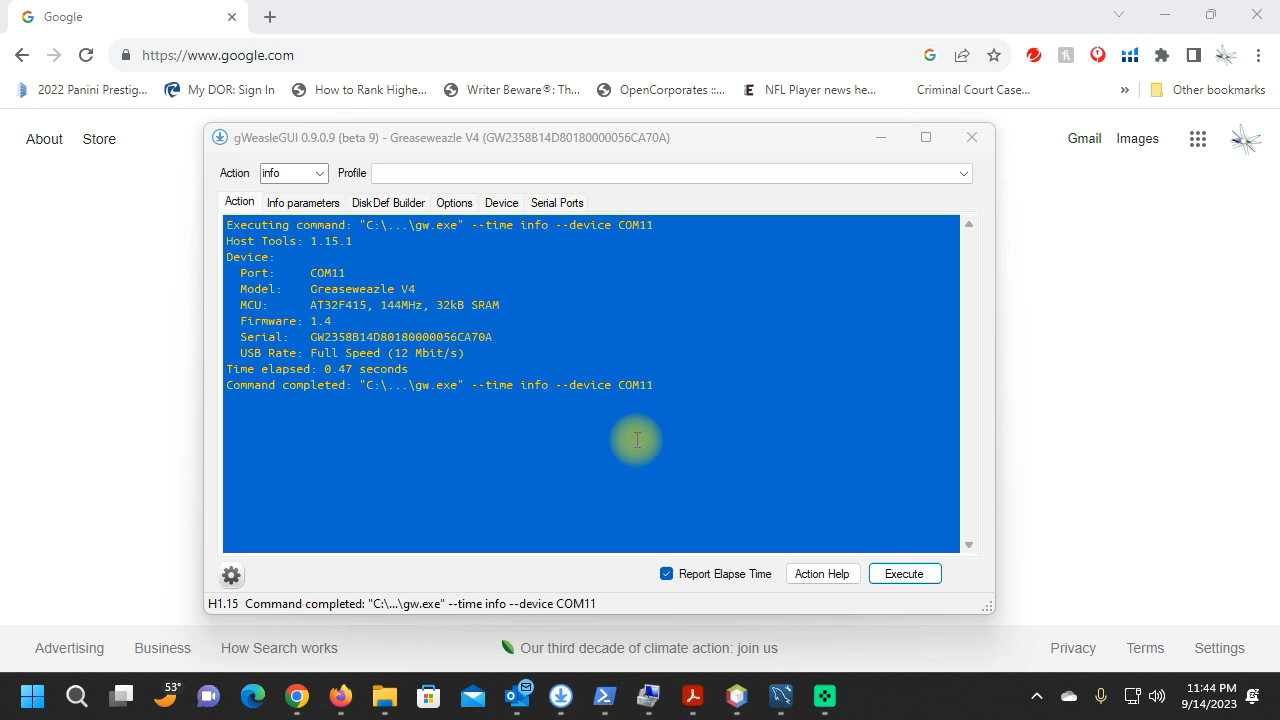 Google
https://www.google.com
2022 Panini Prestig... My DOR: Sign In How to Rank Highe... Writer Beware®: Th... OpenCorporates ::... NFL Player news he... Criminal Court Case... » Other bookmarks
About Store Gmail Images
gWeasleGUI 0.9.0.9 (beta 9) - Greaseweazle V4 (GW2358B14D80180000056CA70A)
Action info Profile
Action Info parameters DiskDef Builder Options Device Serial Ports
Executing command: "C:\...\gw.exe" --time info --device COM11
Host Tools: 1.15.1
Device:
Port: COM11
Model: Greaseweazle V4
MCU: AT32F415, 144MHz, 32kB SRAM
Firmware: 1.4
Serial: GW2358B14D80180000056CA70A
USB Rate: Full Speed (12 Mbit/s)
Time elapsed: 0.47 seconds
Command completed: "C:\...\gw.exe" --time info --device COM11
Report Elapse Time Action Help Execute
H1.15 Command completed: "C:\...\gw.exe" --time info --device COM11
Advertising Business How Search works Our third decade of climate action: join us Privacy Terms Settings
53°
11:44 PM
9/14/2023